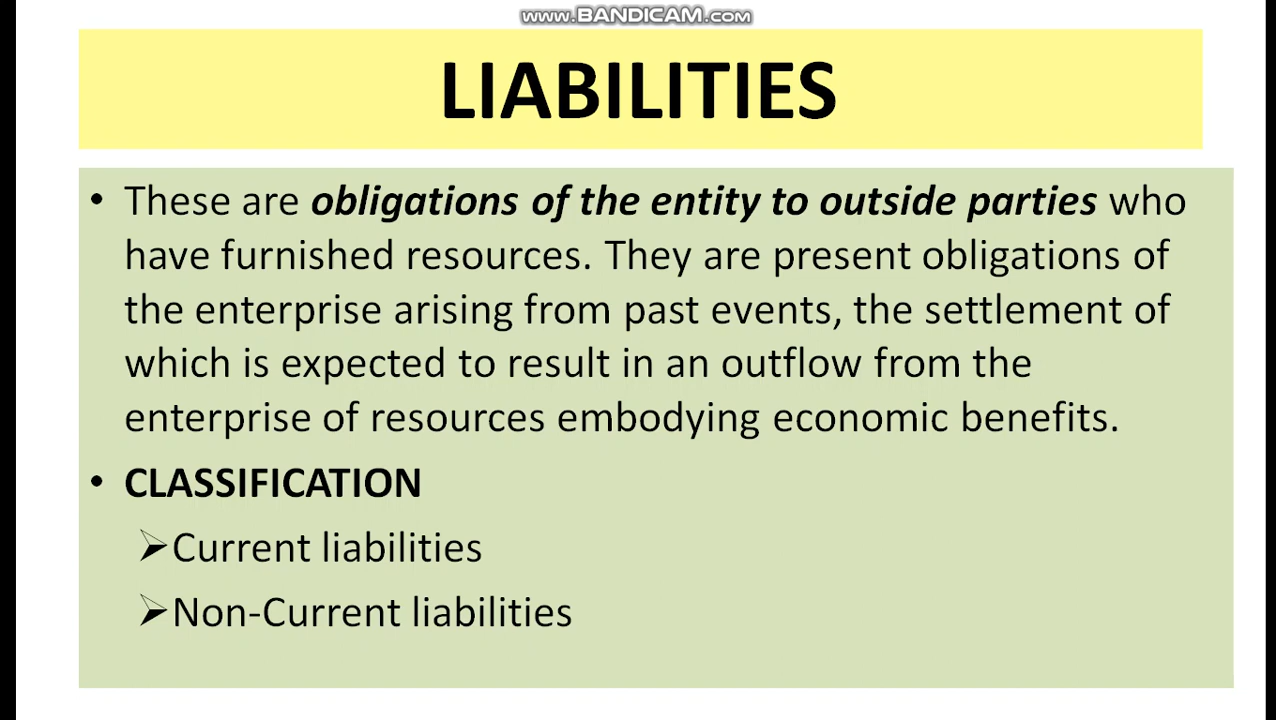 www.BANDICAM.com
LIABILITIES
• These are obligations of the entity to outside parties who
have furnished resources. They are present obligations of
the enterprise arising from past events, the settlement of
which is expected to result in an outflow from the
enterprise of resources embodying economic benefits.
• CLASSIFICATION
➢Current liabilities
➢Non-Current liabilities